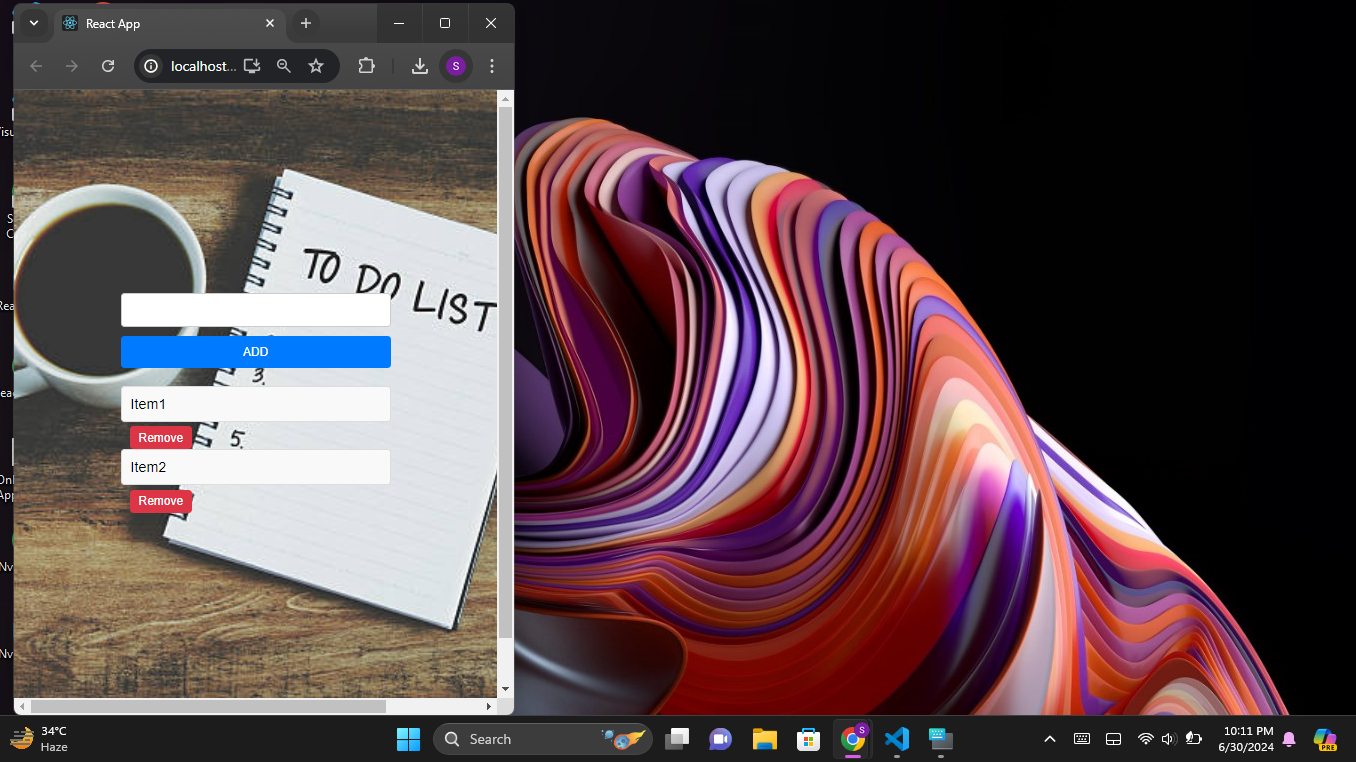 React App
localhost...
S
TO DO LIST
ADD
3.
Item1
Remove
5.
Item2
Remove
34°C
Haze
Search
S
10:11 PM
6/30/2024
PRE